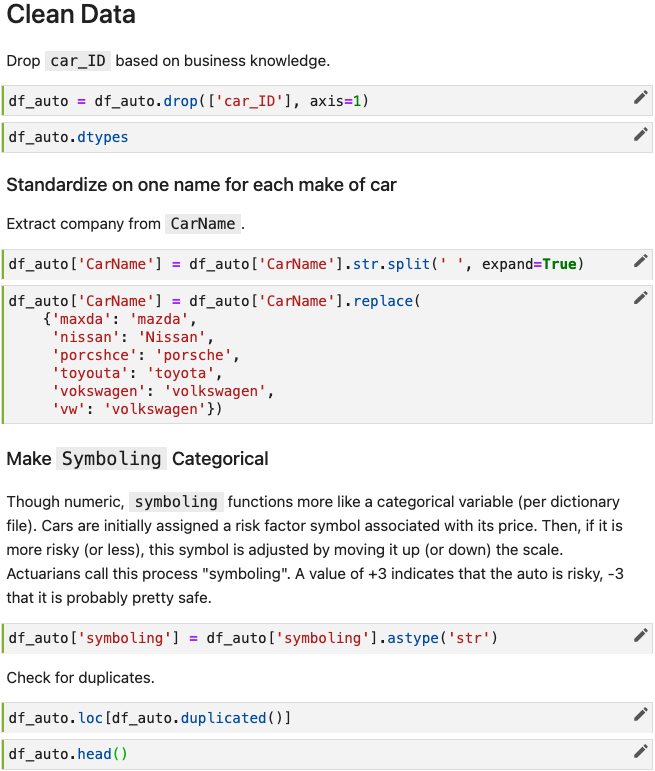 Clean Data
Drop car_ID based on business knowledge.
df_auto = df_auto.drop(['car_ID'], axis=1)
df_auto.dtypes
Standardize on one name for each make of car
Extract company from CarName.
df_auto['CarName'] = df_auto['CarName'].str.split(' ', expand=True)
df_auto['CarName'] = df_auto['CarName'].replace(
    {'maxda': 'mazda',
     'nissan': 'Nissan',
     'porcshce': 'porsche',
     'toyouta': 'toyota',
     'vokswagen': 'volkswagen',
     'vw': 'volkswagen'})
Make Symboling Categorical
Though numeric, symboling functions more like a categorical variable (per dictionary
file). Cars are initially assigned a risk factor symbol associated with its price. Then, if it is
more risky (or less), this symbol is adjusted by moving it up (or down) the scale.
Actuarians call this process "symboling". A value of +3 indicates that the auto is risky, -3
that it is probably pretty safe.
df_auto['symboling'] = df_auto['symboling'].astype('str')
Check for duplicates.
df_auto.loc[df_auto.duplicated()]
df_auto.head()